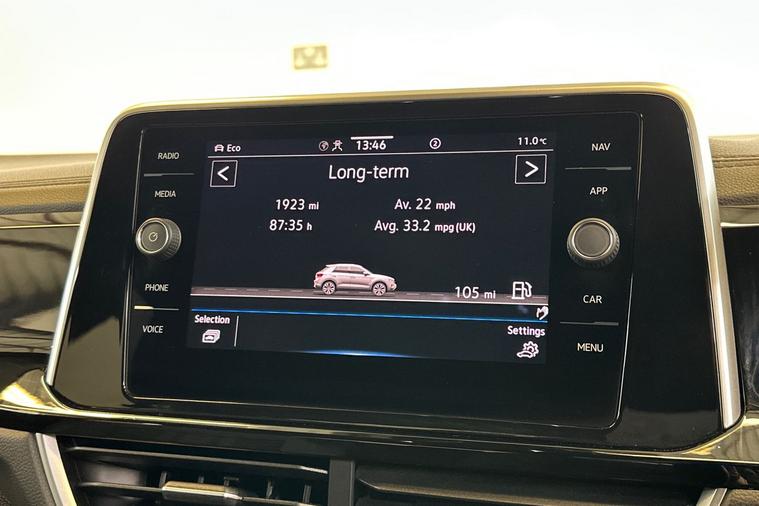 RADIO
MEDIA
PHONE
VOICE
Eco
13:46
2
11.0 °C
<
Long-term
>
1923 mi
Av. 22 mph
87:35 h
Avg. 33.2 mpg (UK)
105 mi
Selection
Settings
NAV
APP
CAR
MENU